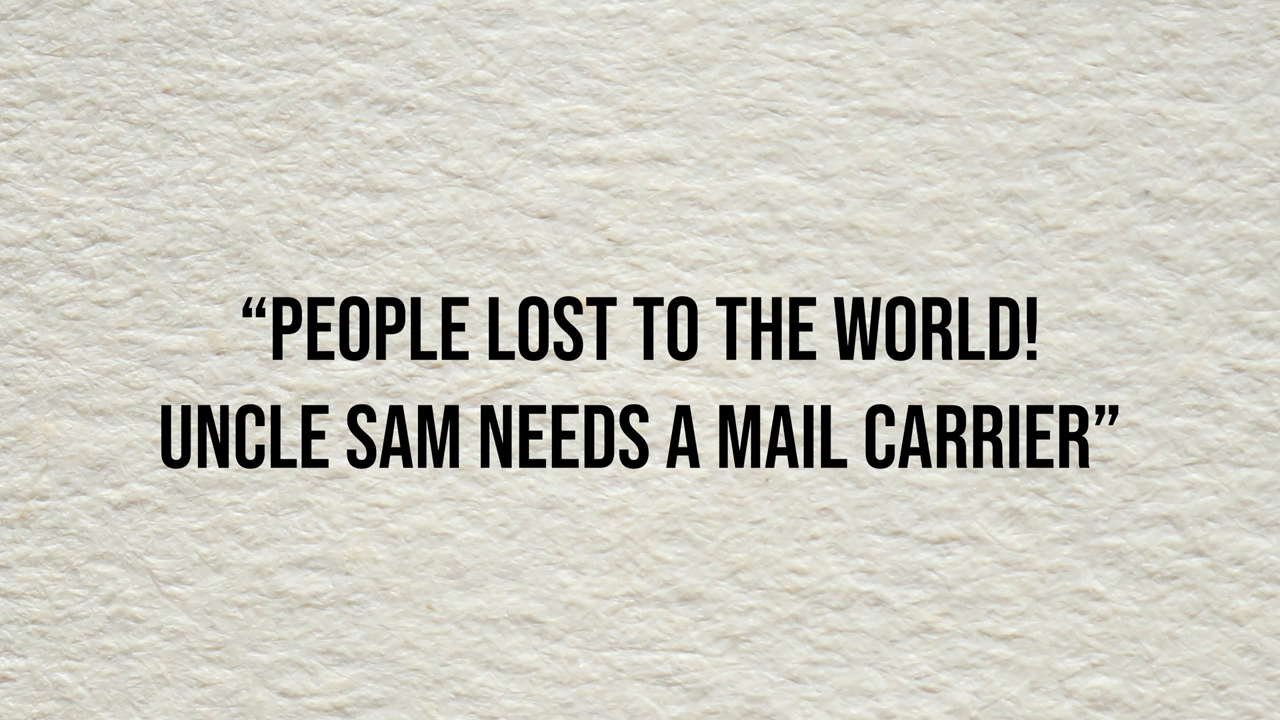 “PEOPLE LOST TO THE WORLD!
UNCLE SAM NEEDS A MAIL CARRIER”